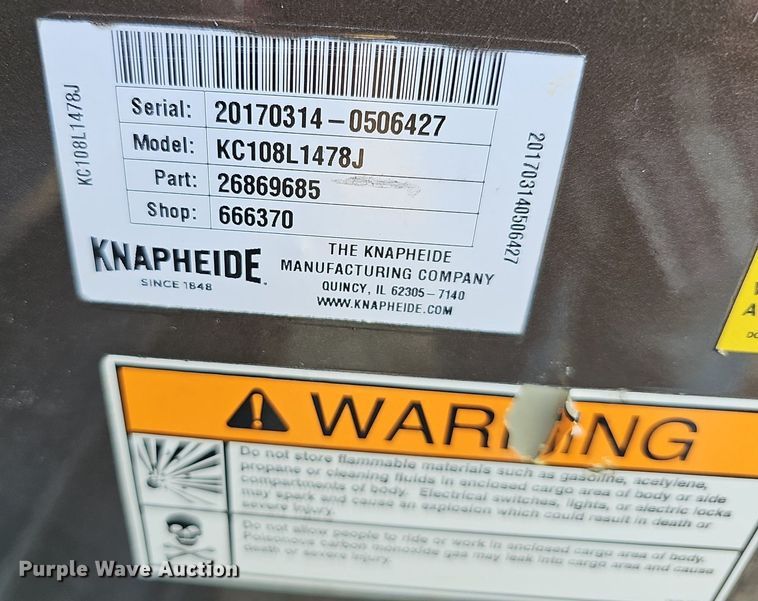 KC108L1478J
Serial: 20170314-0506427
Model: KC108L1478J
Part: 26869685
Shop: 666370
201703140506427
KNAPHEIDE
SINCE 1848
THE KNAPHEIDE
MANUFACTURING COMPANY
QUINCY, IL 62305-7140
WWW.KNAPHEIDE.COM
WARNING
Do not store flammable materials such as gasoline, acetylene,
propane or cleaning fluids in enclosed cargo area of body or side
compartments of body. Electrical switches, lights, or electric locks
may spark and cause an explosion which could result in death or
severe injury.
Do not allow people to ride or work in enclosed cargo area of body.
Poisonous carbon monoxide gas may leak into cargo area and cause
death or severe injury.
Purple Wave Auction